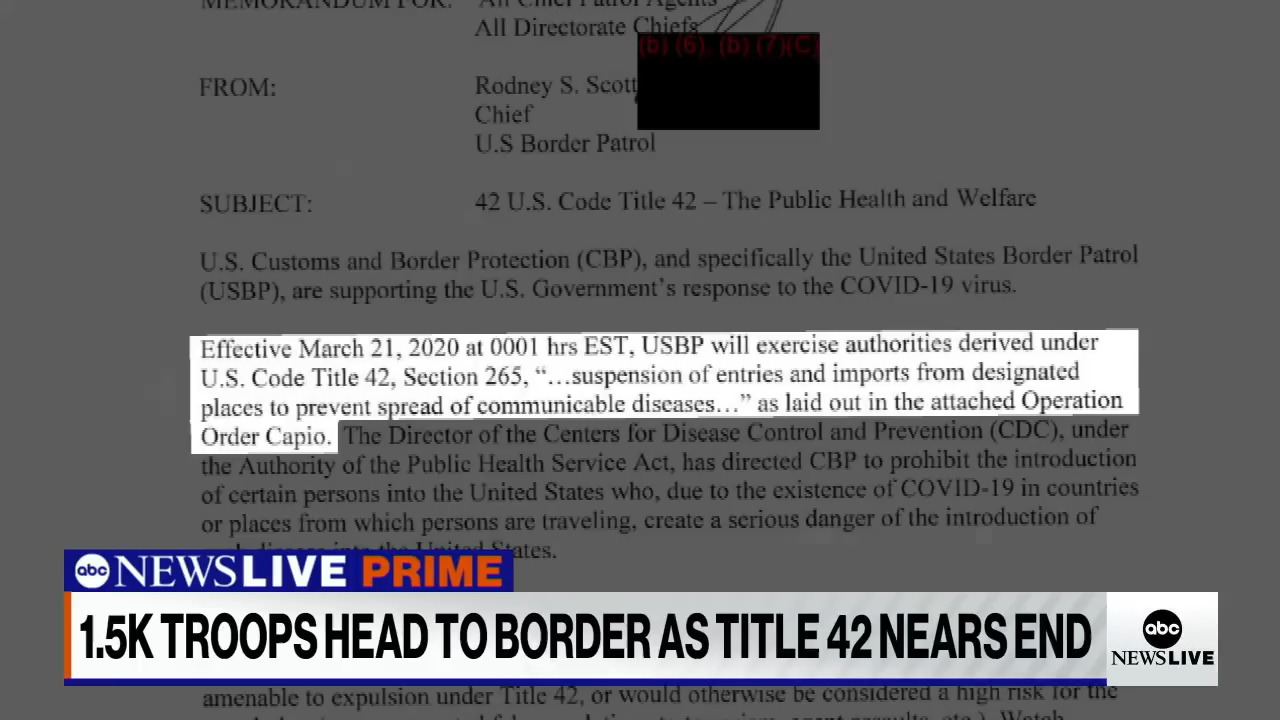 MEMORANDUM FOR: All Chief Patrol Agents
All Directorate Chiefs
(b) (6), (b) (7)(C)
FROM: Rodney S. Scott
Chief
U.S Border Patrol
SUBJECT: 42 U.S. Code Title 42 – The Public Health and Welfare
U.S. Customs and Border Protection (CBP), and specifically the United States Border Patrol
(USBP), are supporting the U.S. Government’s response to the COVID-19 virus.
Effective March 21, 2020 at 0001 hrs EST, USBP will exercise authorities derived under
U.S. Code Title 42, Section 265, “…suspension of entries and imports from designated
places to prevent spread of communicable diseases…” as laid out in the attached Operation
Order Capio. The Director of the Centers for Disease Control and Prevention (CDC), under
the Authority of the Public Health Service Act, has directed CBP to prohibit the introduction
of certain persons into the United States who, due to the existence of COVID-19 in countries
or places from which persons are traveling, create a serious danger of the introduction of
the United States.
abc NEWS LIVE PRIME
1.5K TROOPS HEAD TO BORDER AS TITLE 42 NEARS END
abc
NEWS LIVE
amenable to expulsion under Title 42, or would otherwise be considered a high risk for the